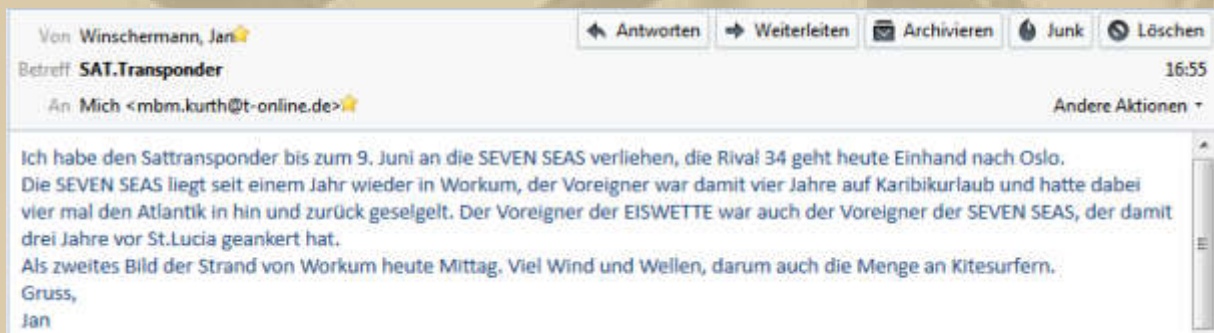 Von Winschermann, Jan
Antworten Weiterleiten Archivieren Junk Löschen
Betreff SAT.Transponder 16:55
An Mich <mbm.kurth@t-online.de> Andere Aktionen
Ich habe den Sattransponder bis zum 9. Juni an die SEVEN SEAS verliehen, die Rival 34 geht heute Einhand nach Oslo.
Die SEVEN SEAS liegt seit einem Jahr wieder in Workum, der Voreigner war damit vier Jahre auf Karibikurlaub und hatte dabei
vier mal den Atlantik in hin und zurück geselgelt. Der Voreigner der EISWETTE war auch der Voreigner der SEVEN SEAS, der damit
drei Jahre vor St.Lucia geankert hat.
Als zweites Bild der Strand von Workum heute Mittag. Viel Wind und Wellen, darum auch die Menge an Kitesurfern.
Gruss,
Jan